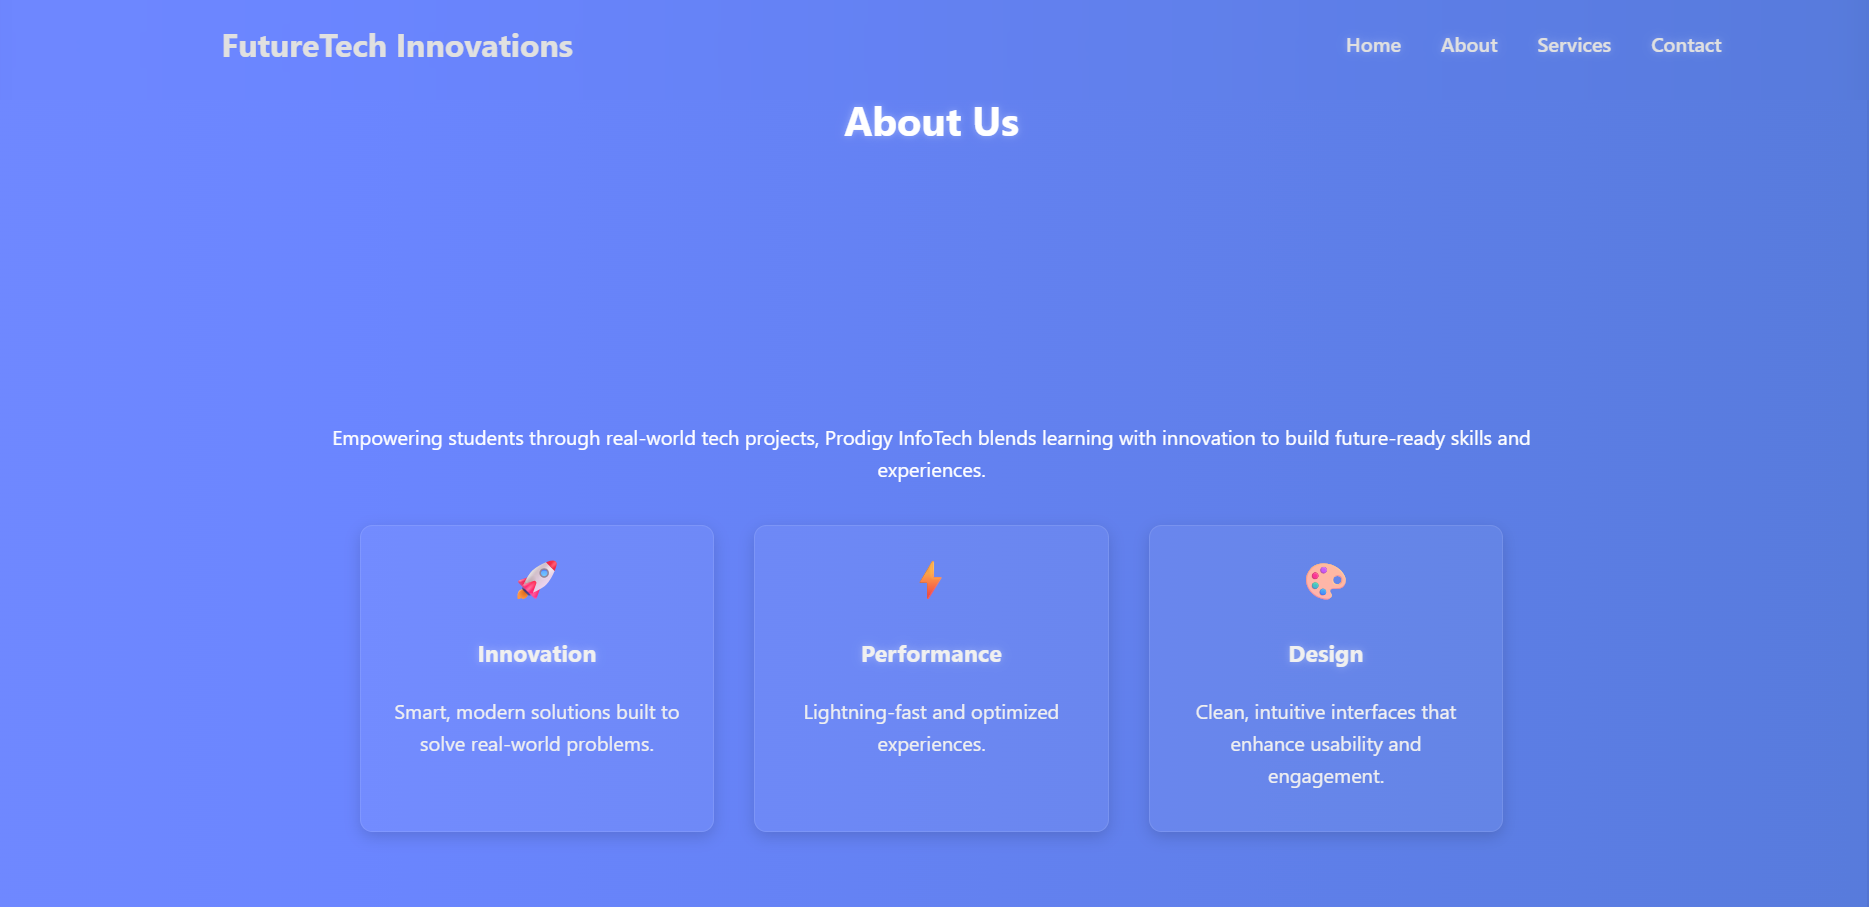 FutureTech Innovations
Home About Services Contact
About Us
Empowering students through real-world tech projects, Prodigy InfoTech blends learning with innovation to build future-ready skills and
experiences.
Innovation
Smart, modern solutions built to
solve real-world problems.
Performance
Lightning-fast and optimized
experiences.
Design
Clean, intuitive interfaces that
enhance usability and
engagement.